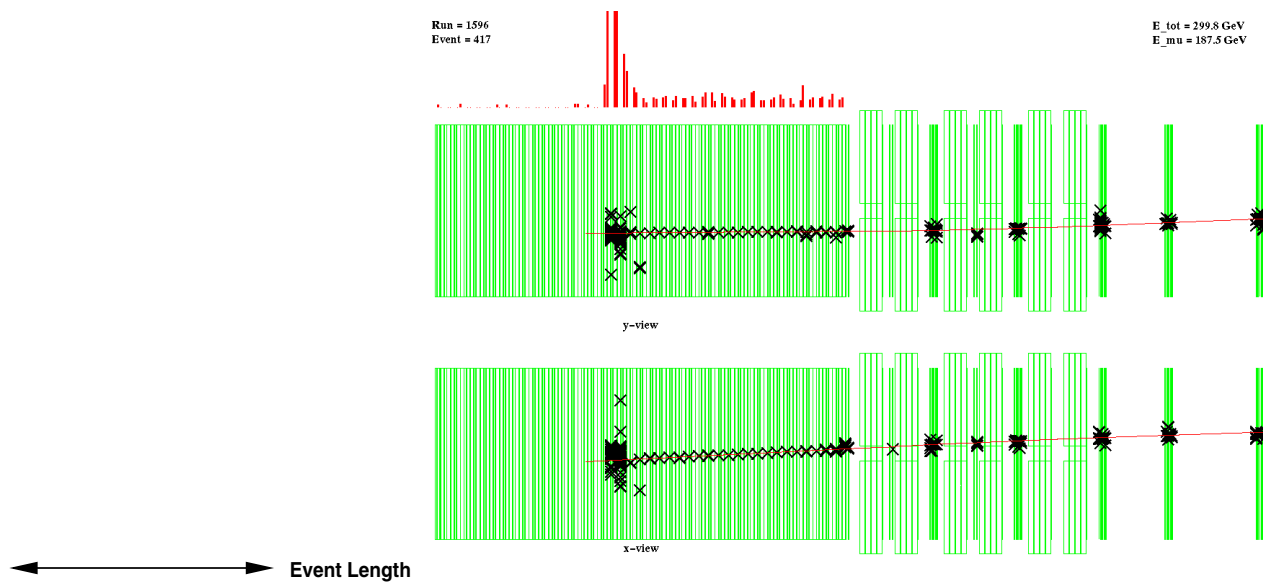 Run = 1596
Event = 417
E_tot = 299.8 GeV
E_mu = 187.5 GeV
y-view
x-view
Event Length